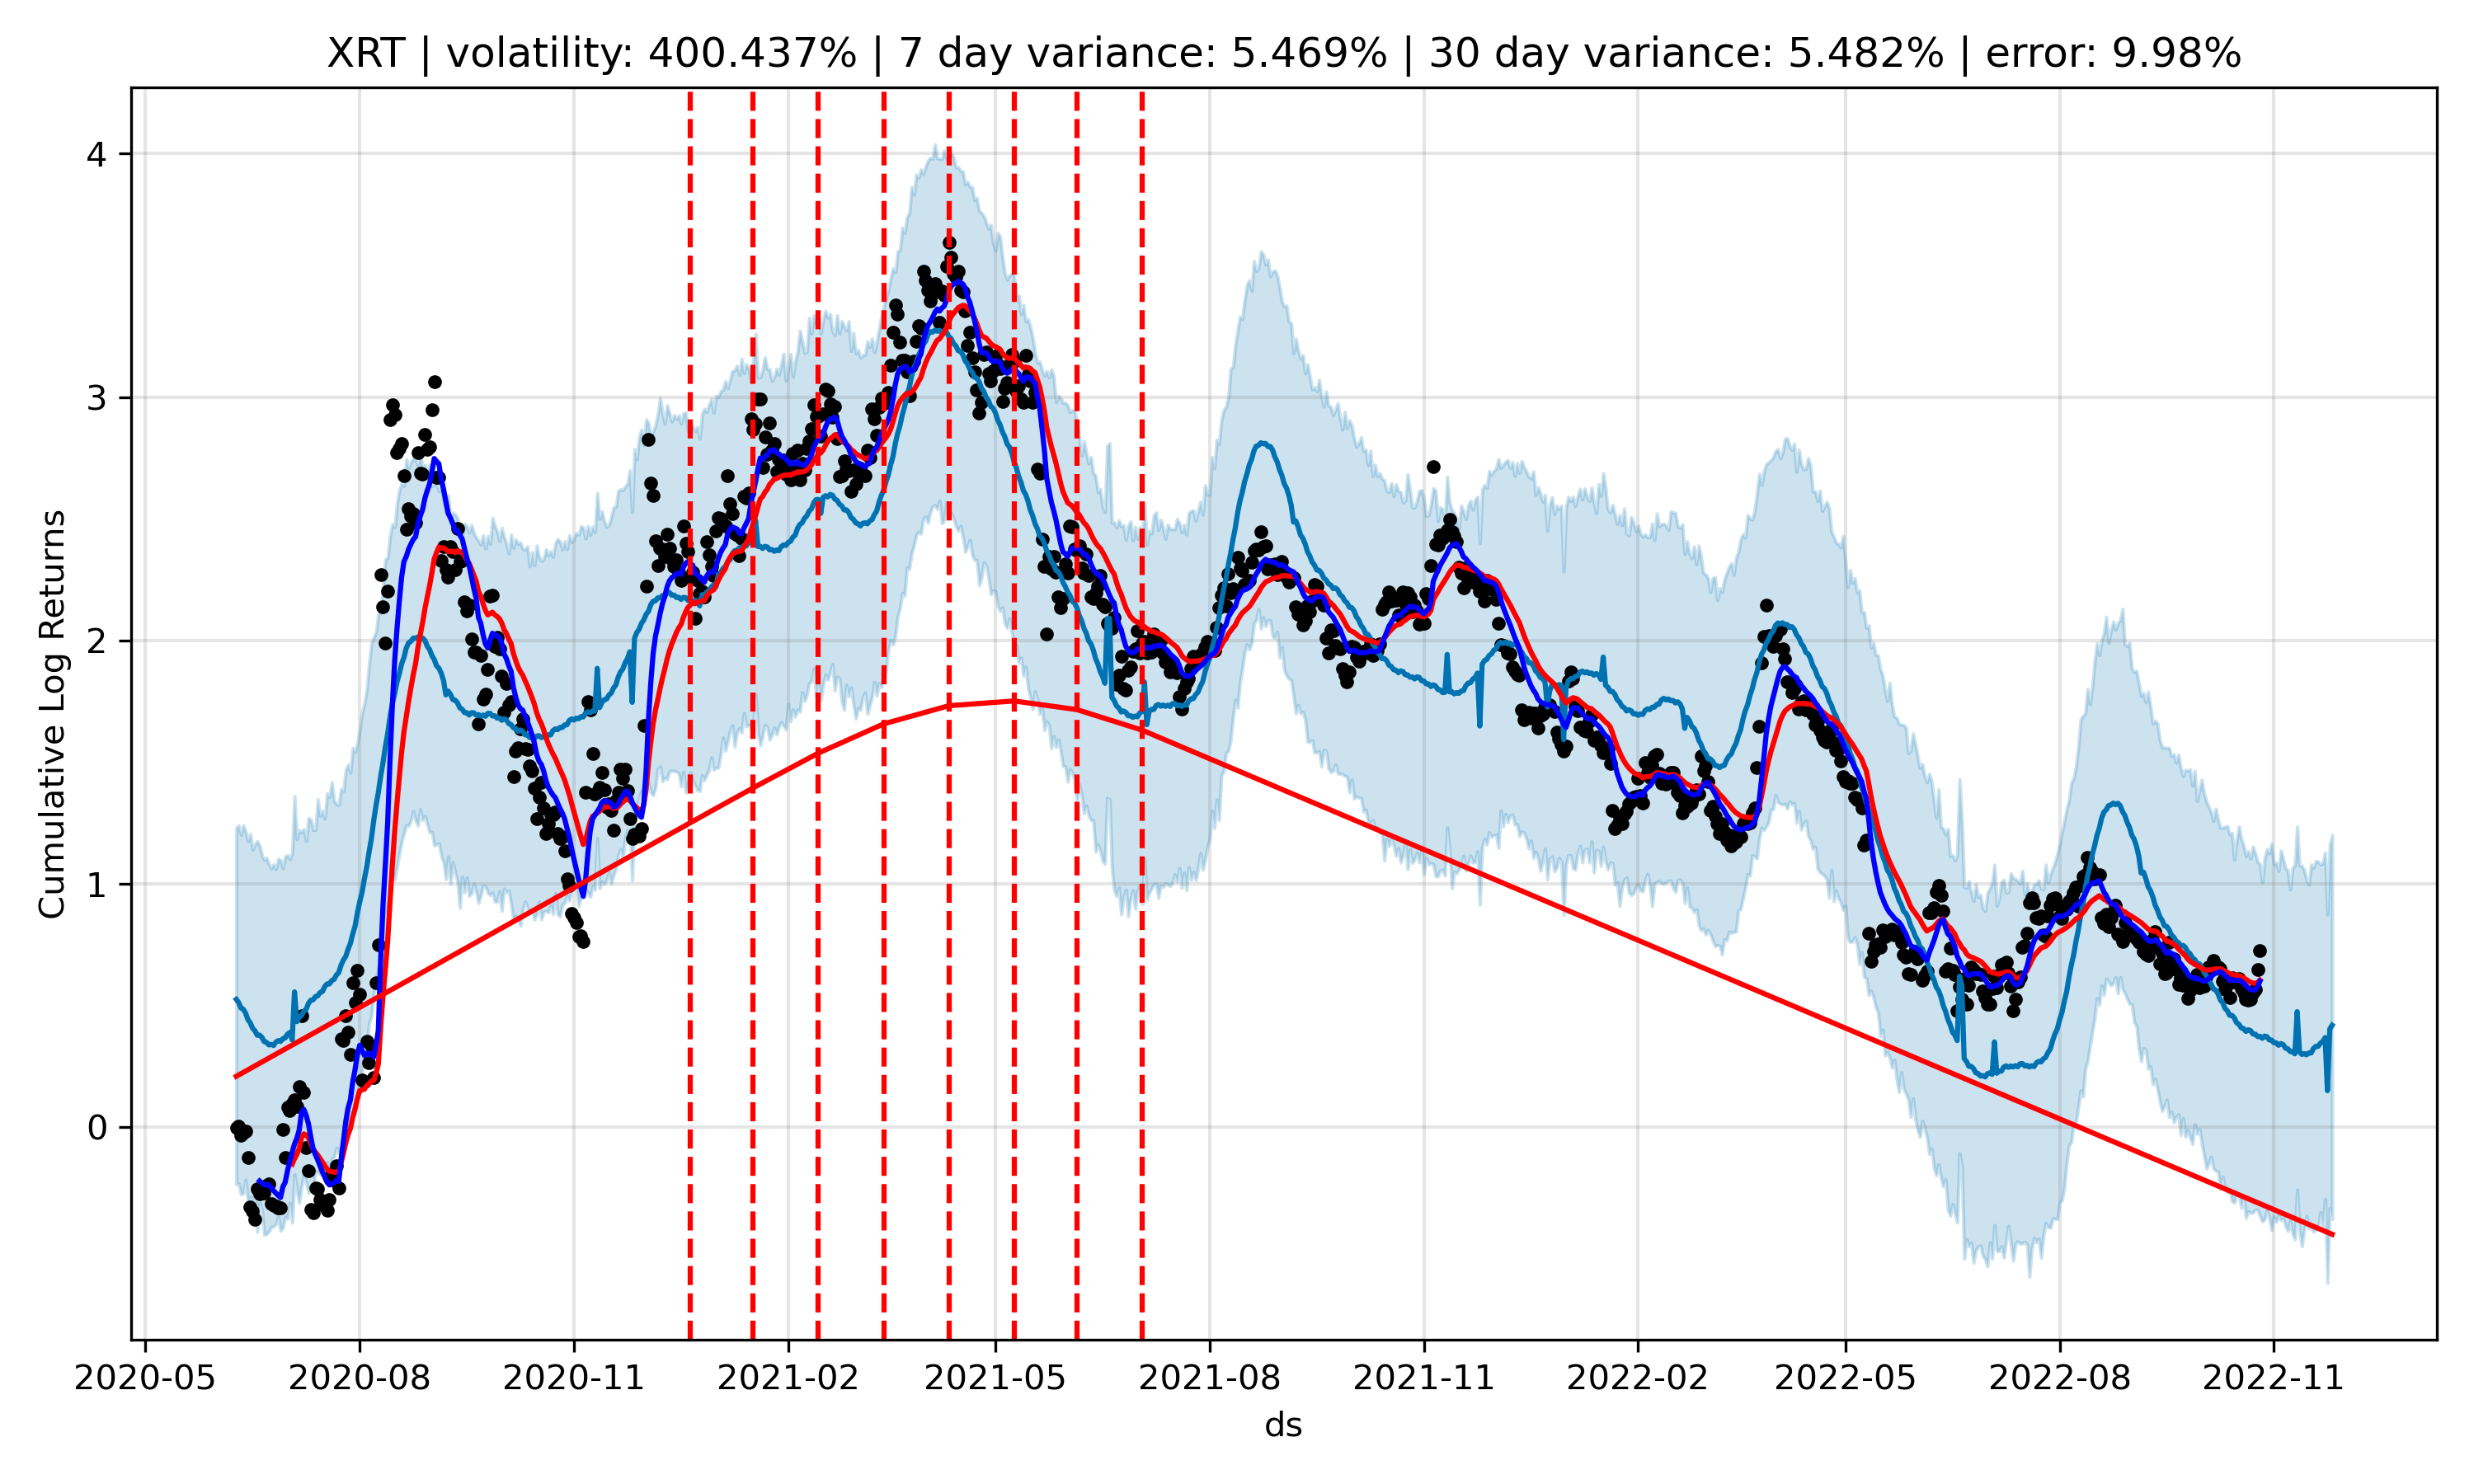 XRT | volatility: 400.437% | 7 day variance: 5.469% | 30 day variance: 5.482% | error: 9.98%
Cumulative Log Returns
4
3
2
1
0
2020-05 2020-08 2020-11 2021-02 2021-05 2021-08 2021-11 2022-02 2022-05 2022-08 2022-11
ds